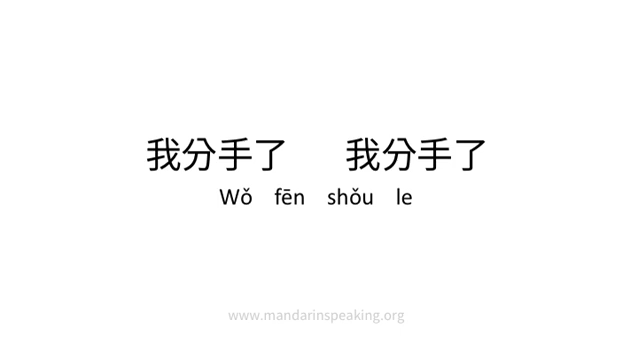 我分手了 我分手了
Wǒ fēn shǒu le
www.mandarinspeaking.org